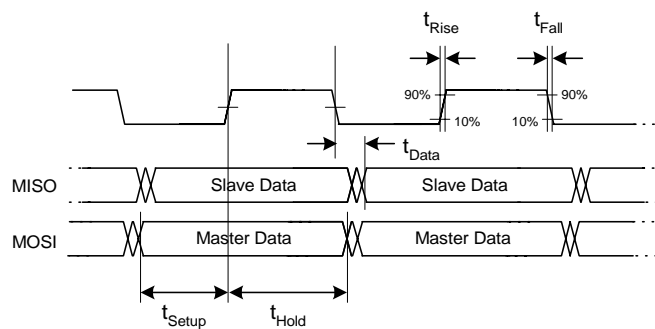 tRise tFall
90% 90%
10% 10%
tData
MISO Slave Data Slave Data
MOSI Master Data Master Data
tSetup tHold